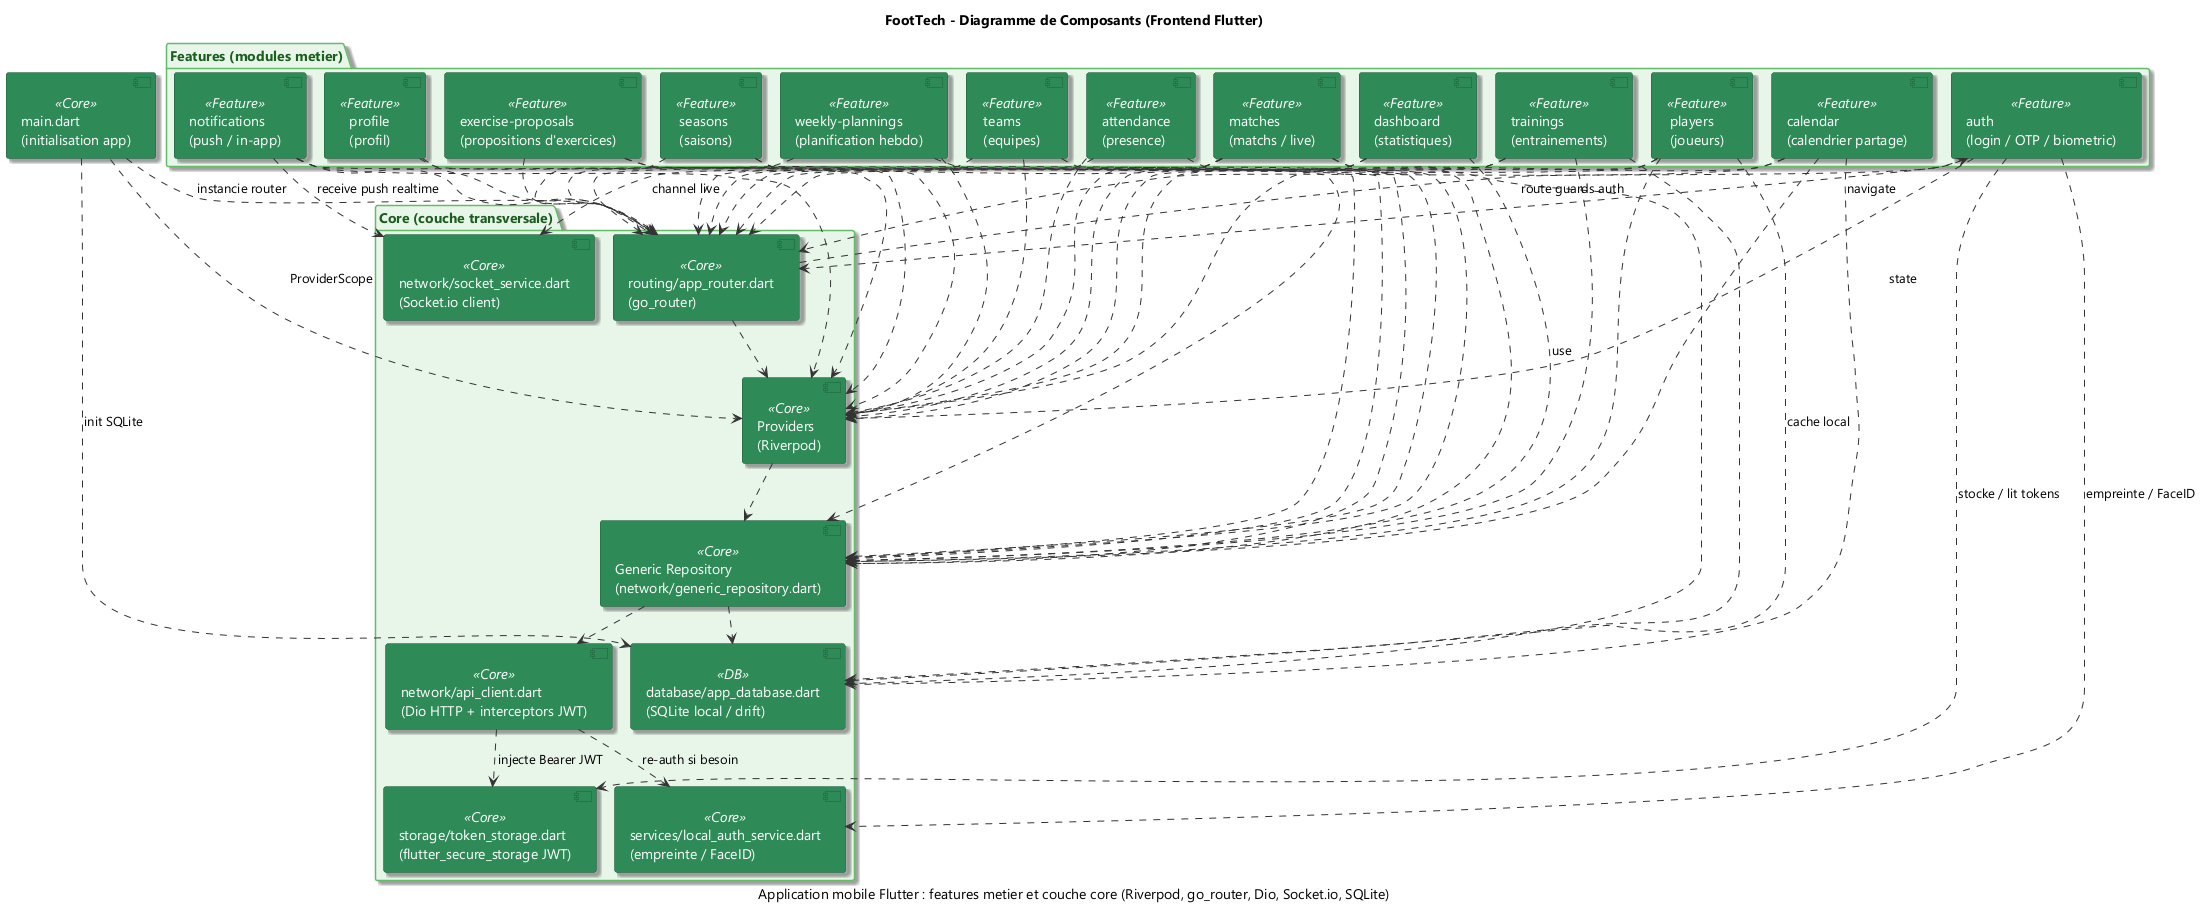 FootTech - Diagramme de Composants (Frontend Flutter)
Features (modules metier)
«Core»
main.dart
(initialisation app)
«Feature»
notifications
(push / in-app)
«Feature»
profile
(profil)
«Feature»
exercise-proposals
(propositions d'exercices)
«Feature»
seasons
(saisons)
«Feature»
weekly-plannings
(planification hebdo)
«Feature»
teams
(equipes)
«Feature»
attendance
(presence)
«Feature»
matches
(matchs / live)
«Feature»
dashboard
(statistiques)
«Feature»
trainings
(entrainements)
«Feature»
players
(joueurs)
«Feature»
calendar
(calendrier partage)
«Feature»
auth
(login / OTP / biometric)
instancie router
receive push realtime
channel live
route guards auth
navigate
Core (couche transversale)
«Core»
network/socket_service.dart
(Socket.io client)
«Core»
routing/app_router.dart
(go_router)
ProviderScope
state
use
«Core»
Providers
(Riverpod)
init SQLite
cache local
stocke / lit tokens
empreinte / FaceID
«Core»
Generic Repository
(network/generic_repository.dart)
«Core»
network/api_client.dart
(Dio HTTP + interceptors JWT)
«DB»
database/app_database.dart
(SQLite local / drift)
injecte Bearer JWT
re-auth si besoin
«Core»
storage/token_storage.dart
(flutter_secure_storage JWT)
«Core»
services/local_auth_service.dart
(empreinte / FaceID)
Application mobile Flutter : features metier et couche core (Riverpod, go_router, Dio, Socket.io, SQLite)